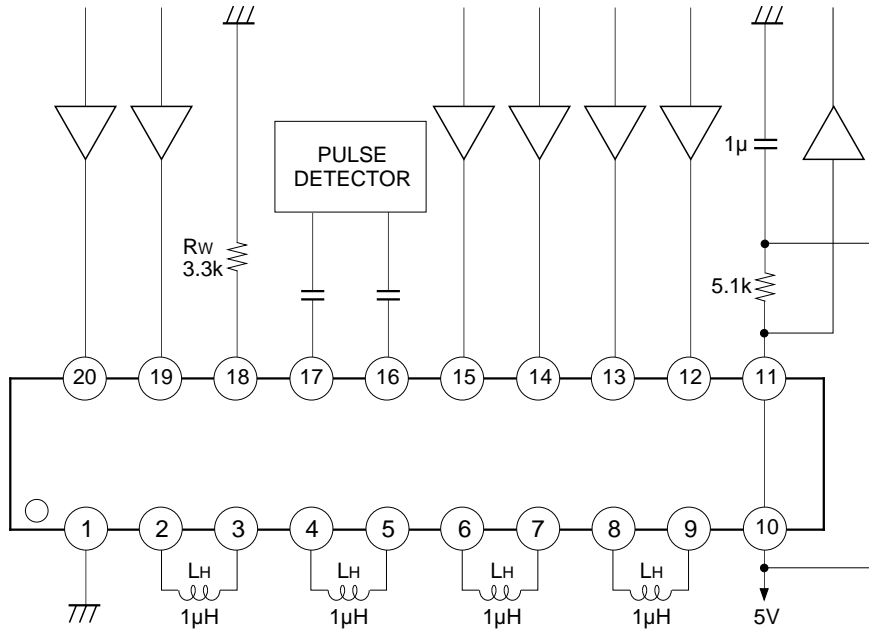 1µ
PULSE
DETECTOR
RW
3.3k
5.1k
20 19 18 17 16 15 14 13 12 11
1 2 3 4 5 6 7 8 9 10
LH LH LH LH
1µH 1µH 1µH 1µH 5V